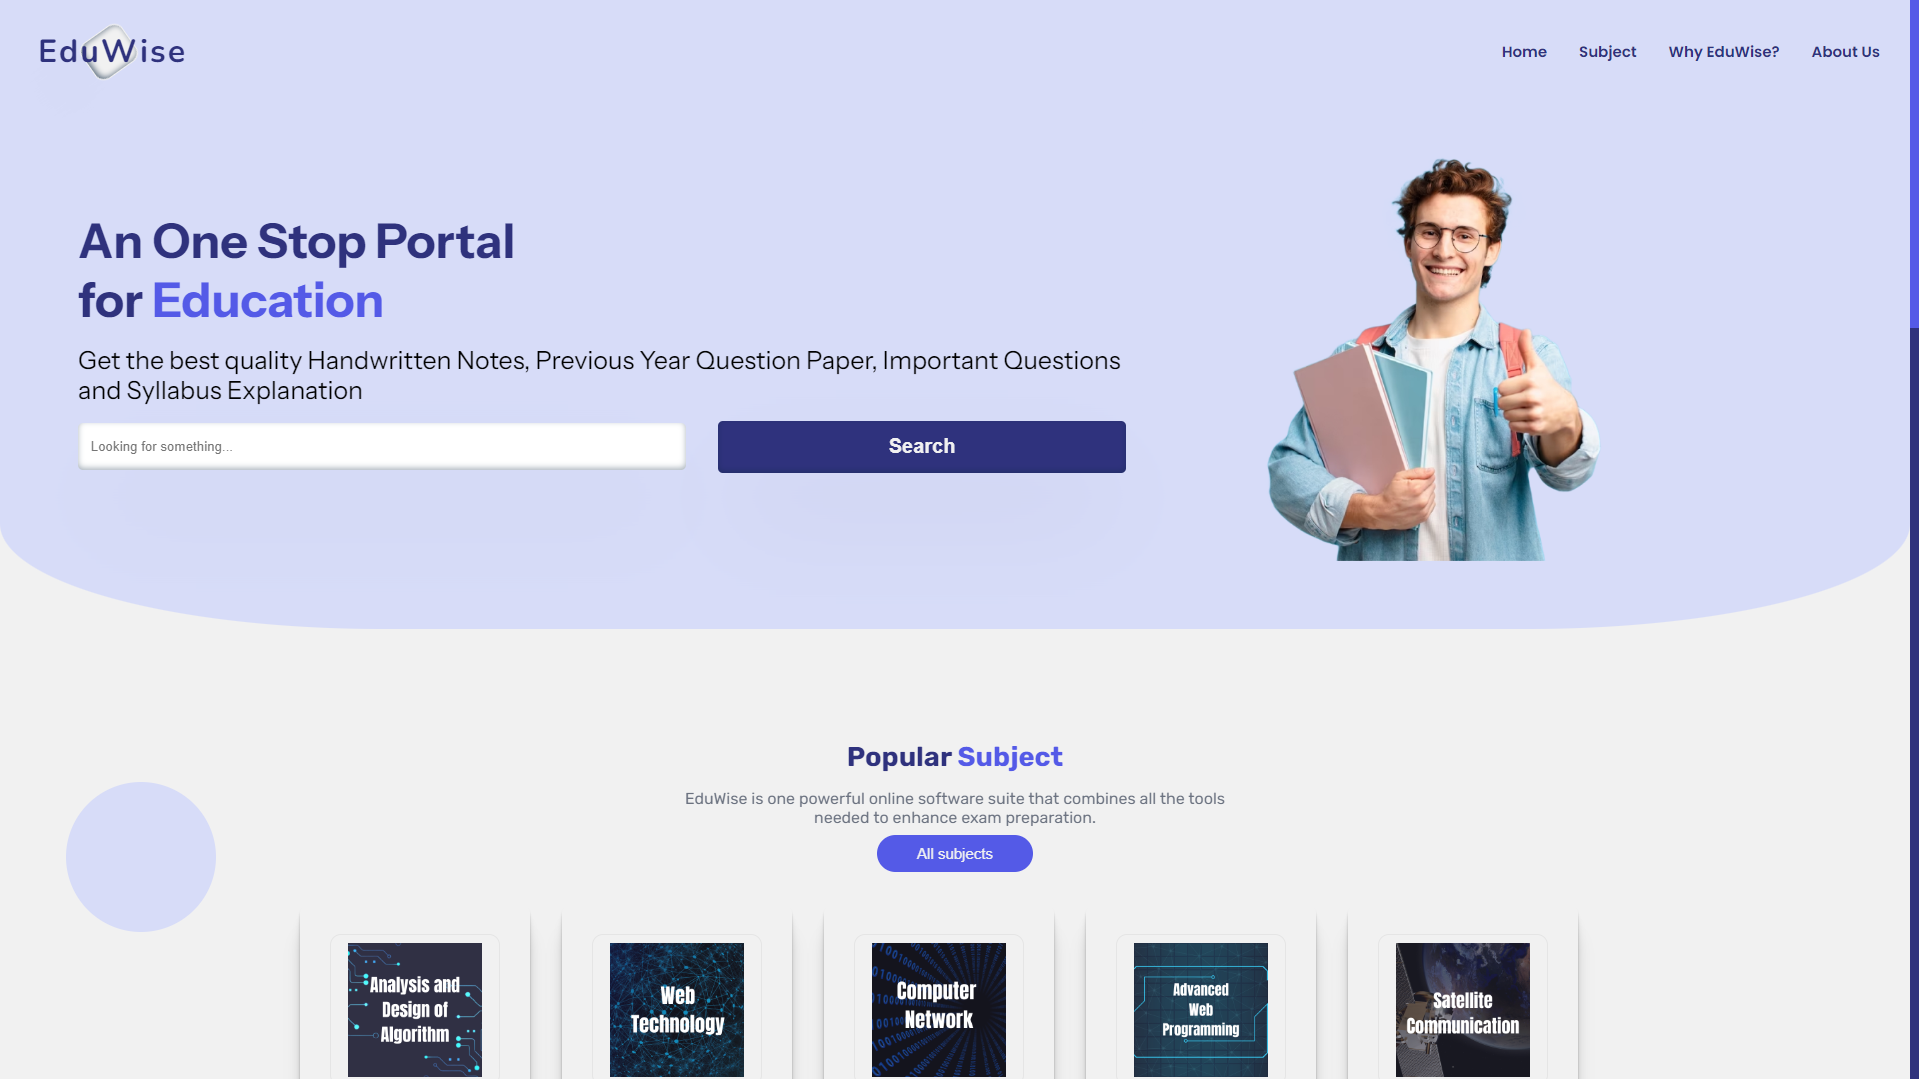 EduWise
Home
Subject
Why EduWise?
About Us
An One Stop Portal
for Education
Get the best quality Handwritten Notes, Previous Year Question Paper, Important Questions
and Syllabus Explanation
Looking for something...
Search
Popular Subject
EduWise is one powerful online software suite that combines all the tools
needed to enhance exam preparation.
All subjects
Analysis and
Design of
Algorithm
Web
Technology
Computer
Network
Advanced
Web
Programming
Satellite
Communication